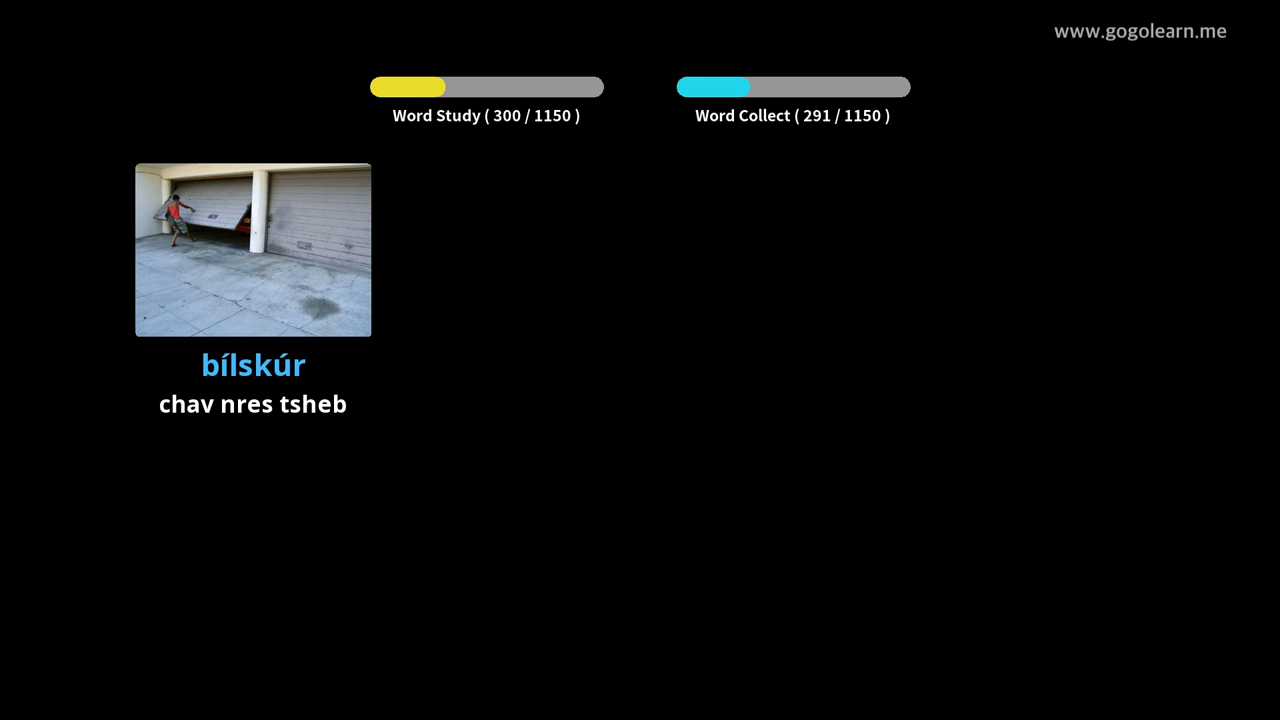 www.gogolearn.me
Word Study ( 300 / 1150 )
Word Collect ( 291 / 1150 )
bílskúr
chav nres tsheb